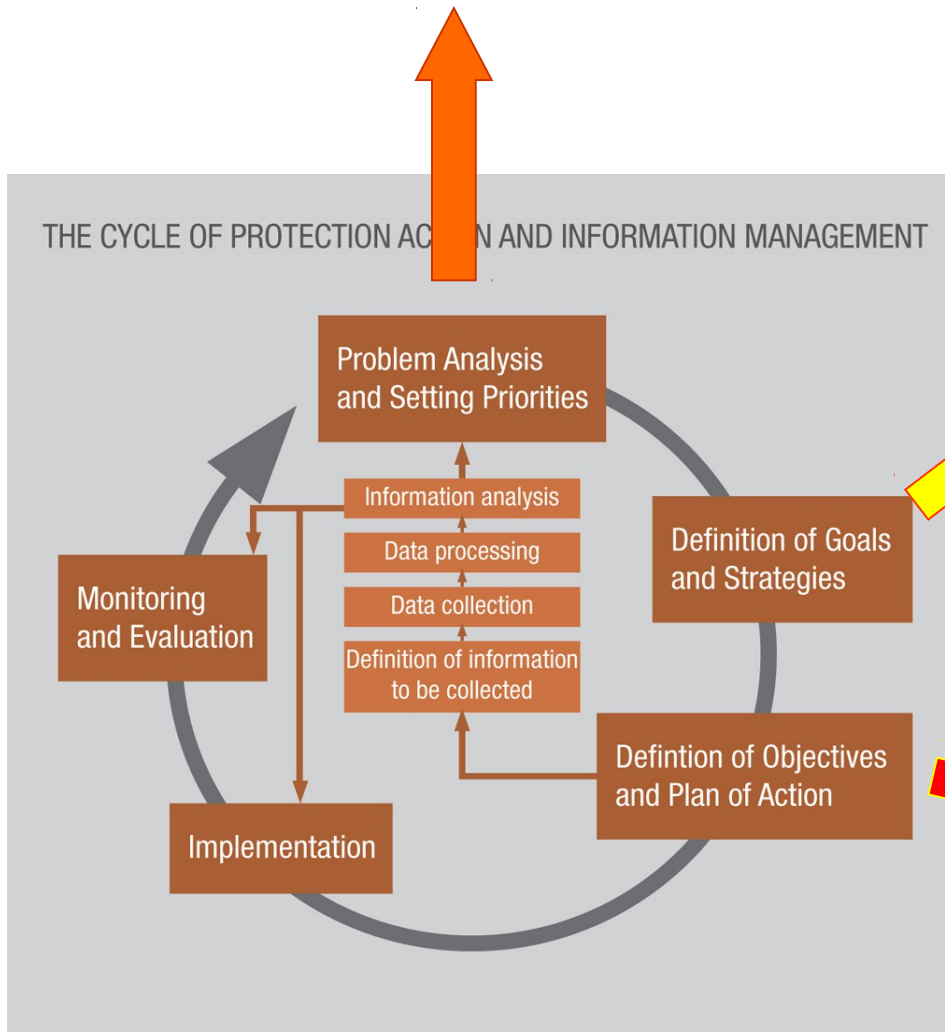 THE CYCLE OF PROTECTION AND INFORMATION MANAGEMENT
Problem Analysis
and Setting Priorities
Information analysis
Data processing
Data collection
Definition of information
to be collected
Definition of Goals
and Strategies
Defintion of Objectives
and Plan of Action
Implementation
Monitoring
and Evaluation